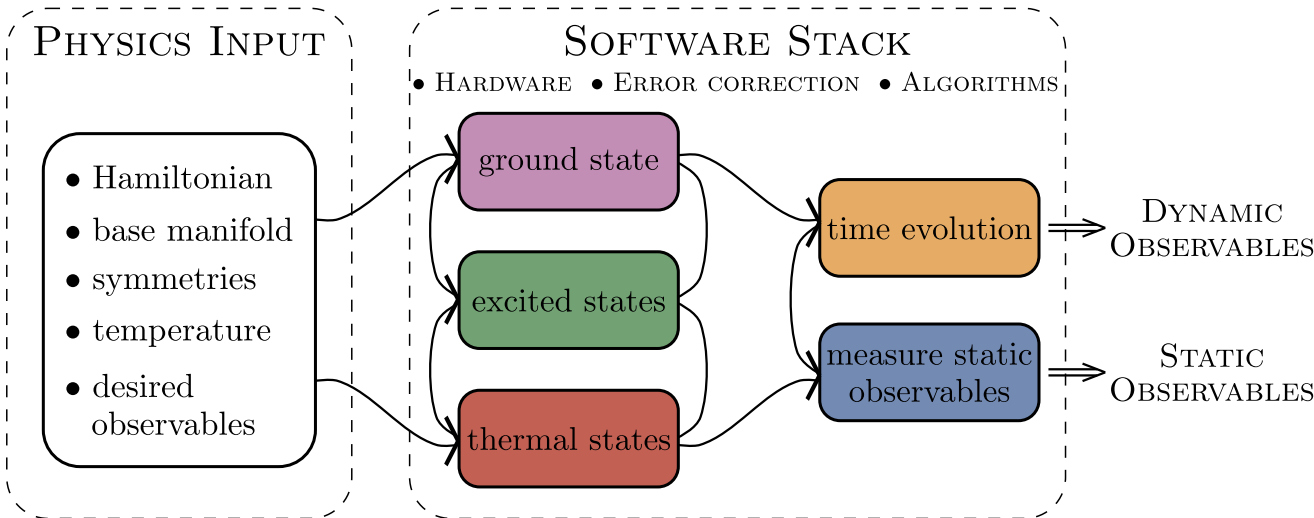 PHYSICS INPUT
• Hamiltonian
• base manifold
• symmetries
• temperature
• desired
observables
SOFTWARE STACK
• HARDWARE • ERROR CORRECTION • ALGORITHMS
ground state
excited states
thermal states
time evolution
measure static
observables
DYNAMIC
OBSERVABLES
STATIC
OBSERVABLES